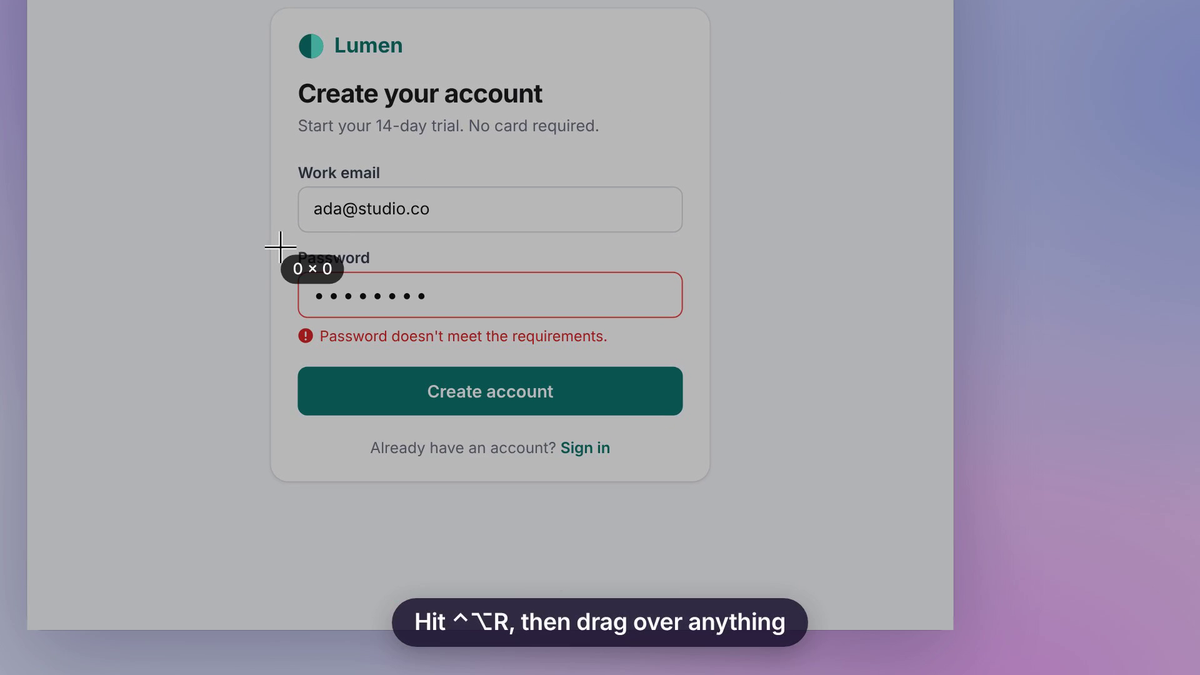 Lumen
Create your account
Start your 14-day trial. No card required.
Work email
ada@studio.co
Password
0 × 0
••••••••
Password doesn't meet the requirements.
Create account
Already have an account? Sign in
Hit ⌃⌥R, then drag over anything